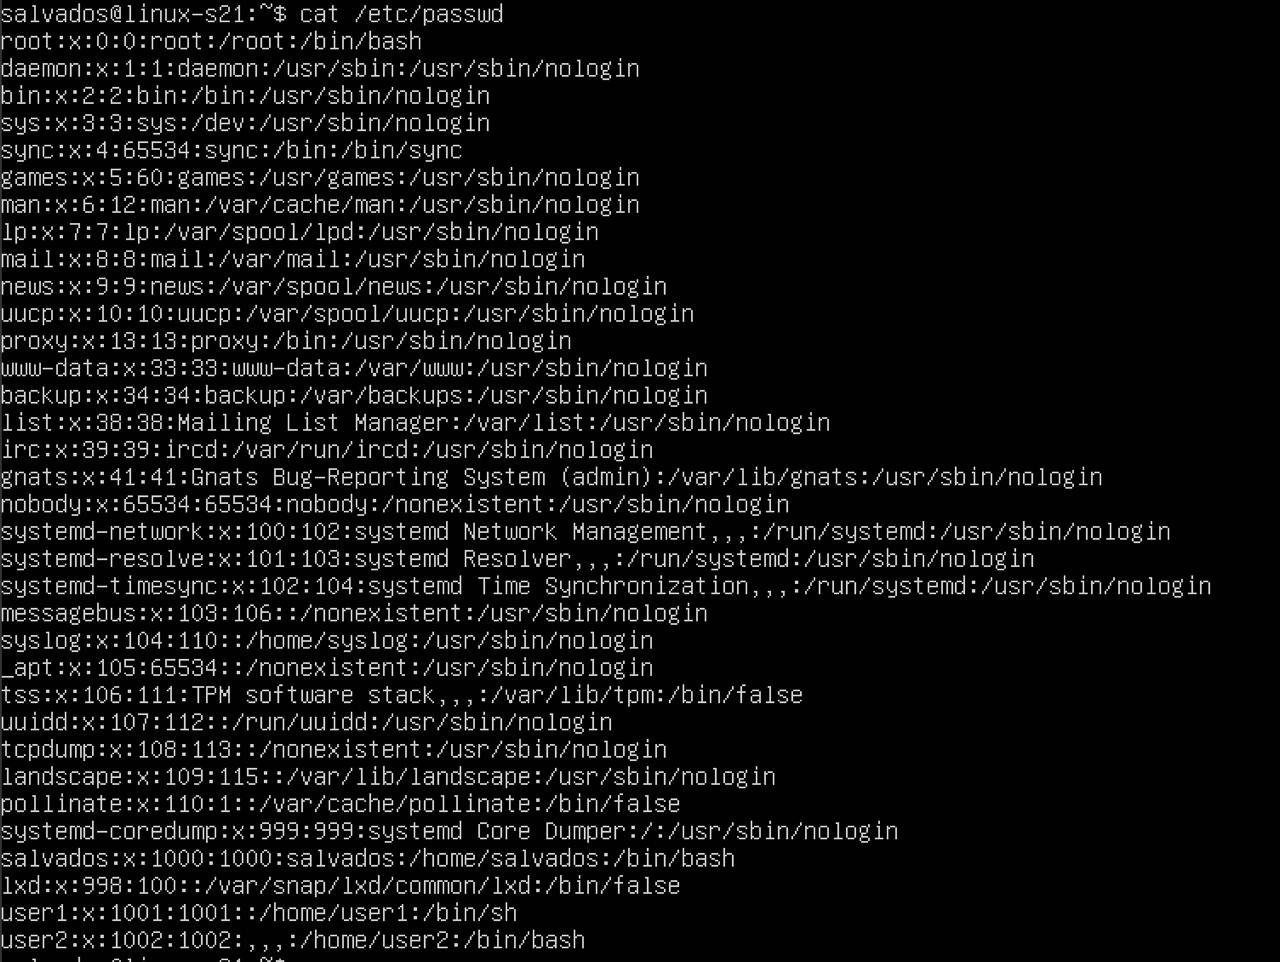 salvados@linux-s21:~$ cat /etc/passwd
root:x:0:0:root:/root:/bin/bash
daemon:x:1:1:daemon:/usr/sbin:/usr/sbin/nologin
bin:x:2:2:bin:/bin:/usr/sbin/nologin
sys:x:3:3:sys:/dev:/usr/sbin/nologin
sync:x:4:65534:sync:/bin:/bin/sync
games:x:5:60:games:/usr/games:/usr/sbin/nologin
man:x:6:12:man:/var/cache/man:/usr/sbin/nologin
lp:x:7:7:lp:/var/spool/lpd:/usr/sbin/nologin
mail:x:8:8:mail:/var/mail:/usr/sbin/nologin
news:x:9:9:news:/var/spool/news:/usr/sbin/nologin
uucp:x:10:10:uucp:/var/spool/uucp:/usr/sbin/nologin
proxy:x:13:13:proxy:/bin:/usr/sbin/nologin
www-data:x:33:33:www-data:/var/www:/usr/sbin/nologin
backup:x:34:34:backup:/var/backups:/usr/sbin/nologin
list:x:38:38:Mailing List Manager:/var/list:/usr/sbin/nologin
irc:x:39:39:ircd:/var/run/ircd:/usr/sbin/nologin
gnats:x:41:41:Gnats Bug-Reporting System (admin):/var/lib/gnats:/usr/sbin/nologin
nobody:x:65534:65534:nobody:/nonexistent:/usr/sbin/nologin
systemd-network:x:100:102:systemd Network Management,,,:/run/systemd:/usr/sbin/nologin
systemd-resolve:x:101:103:systemd Resolver,,,:/run/systemd:/usr/sbin/nologin
systemd-timesync:x:102:104:systemd Time Synchronization,,,:/run/systemd:/usr/sbin/nologin
messagebus:x:103:106::/nonexistent:/usr/sbin/nologin
syslog:x:104:110::/home/syslog:/usr/sbin/nologin
_apt:x:105:65534::/nonexistent:/usr/sbin/nologin
tss:x:106:111:TPM software stack,,,:/var/lib/tpm:/bin/false
uuidd:x:107:112::/run/uuidd:/usr/sbin/nologin
tcpdump:x:108:113::/nonexistent:/usr/sbin/nologin
landscape:x:109:115::/var/lib/landscape:/usr/sbin/nologin
pollinate:x:110:1::/var/cache/pollinate:/bin/false
systemd-coredump:x:999:999:systemd Core Dumper:/:/usr/sbin/nologin
salvados:x:1000:1000:salvados:/home/salvados:/bin/bash
lxd:x:998:100::/var/snap/lxd/common/lxd:/bin/false
user1:x:1001:1001::/home/user1:/bin/sh
user2:x:1002:1002:,,,:/home/user2:/bin/bash